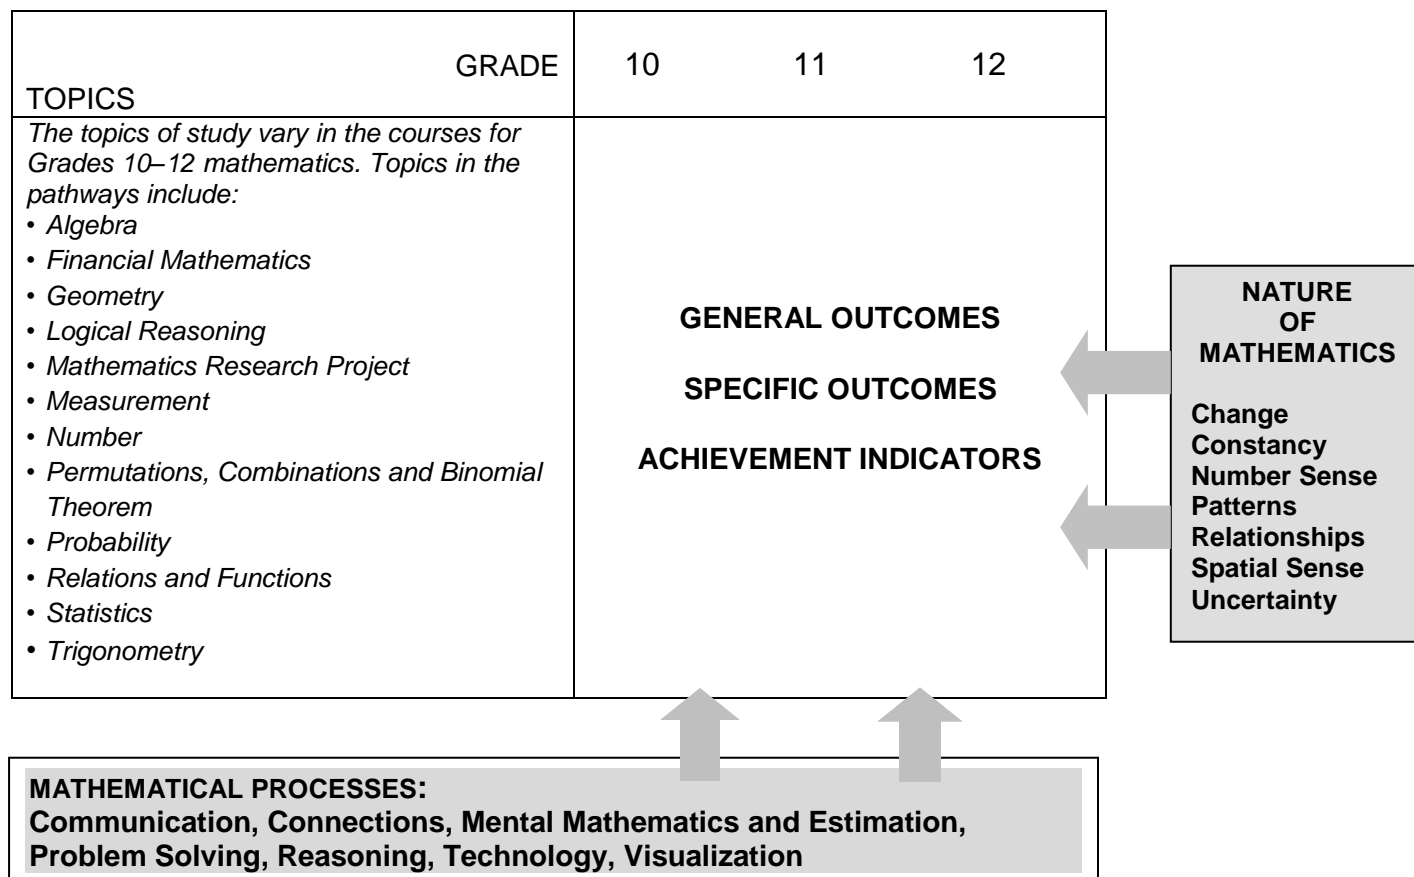 GRADE
10 11 12
TOPICS
The topics of study vary in the courses for
Grades 10–12 mathematics. Topics in the
pathways include:
• Algebra
• Financial Mathematics
• Geometry
• Logical Reasoning
• Mathematics Research Project
• Measurement
• Number
• Permutations, Combinations and Binomial
Theorem
• Probability
• Relations and Functions
• Statistics
• Trigonometry
GENERAL OUTCOMES
SPECIFIC OUTCOMES
ACHIEVEMENT INDICATORS
NATURE
OF
MATHEMATICS
Change
Constancy
Number Sense
Patterns
Relationships
Spatial Sense
Uncertainty
MATHEMATICAL PROCESSES:
Communication, Connections, Mental Mathematics and Estimation,
Problem Solving, Reasoning, Technology, Visualization